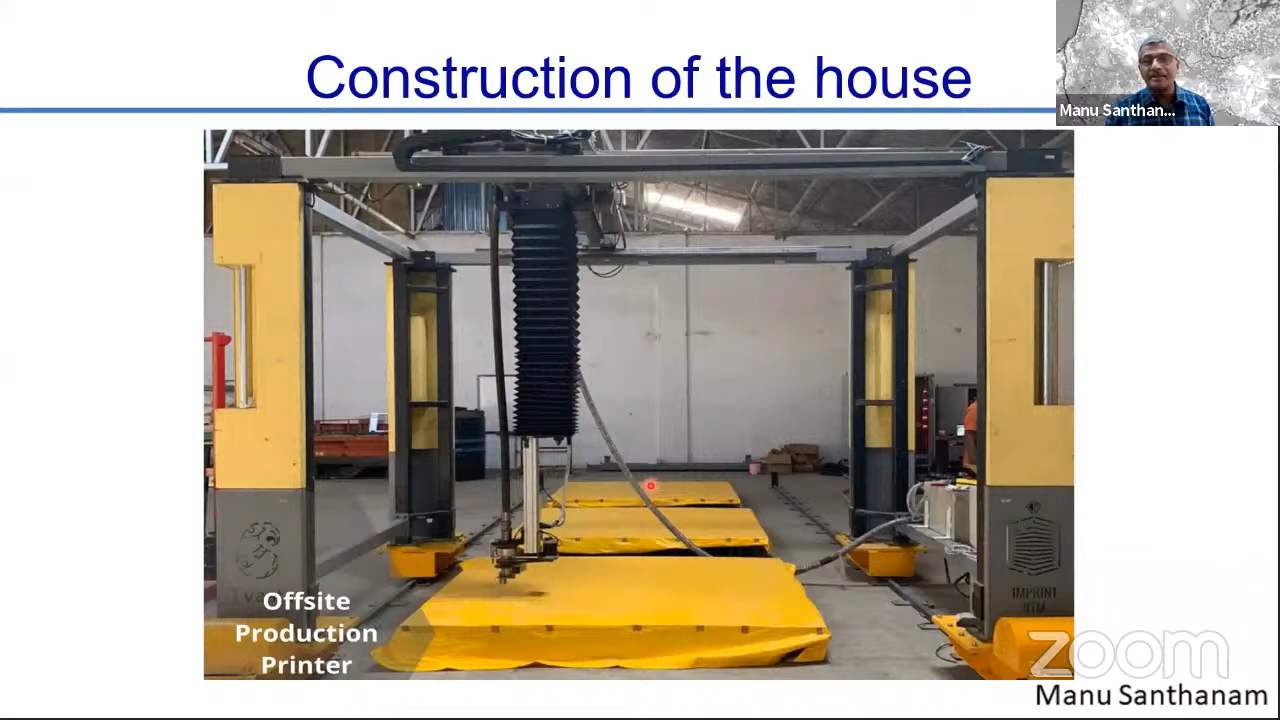 Construction of the house
Manu Santhan...
Offsite
Production
Printer
IMPRINT
zoom
Manu Santhanam